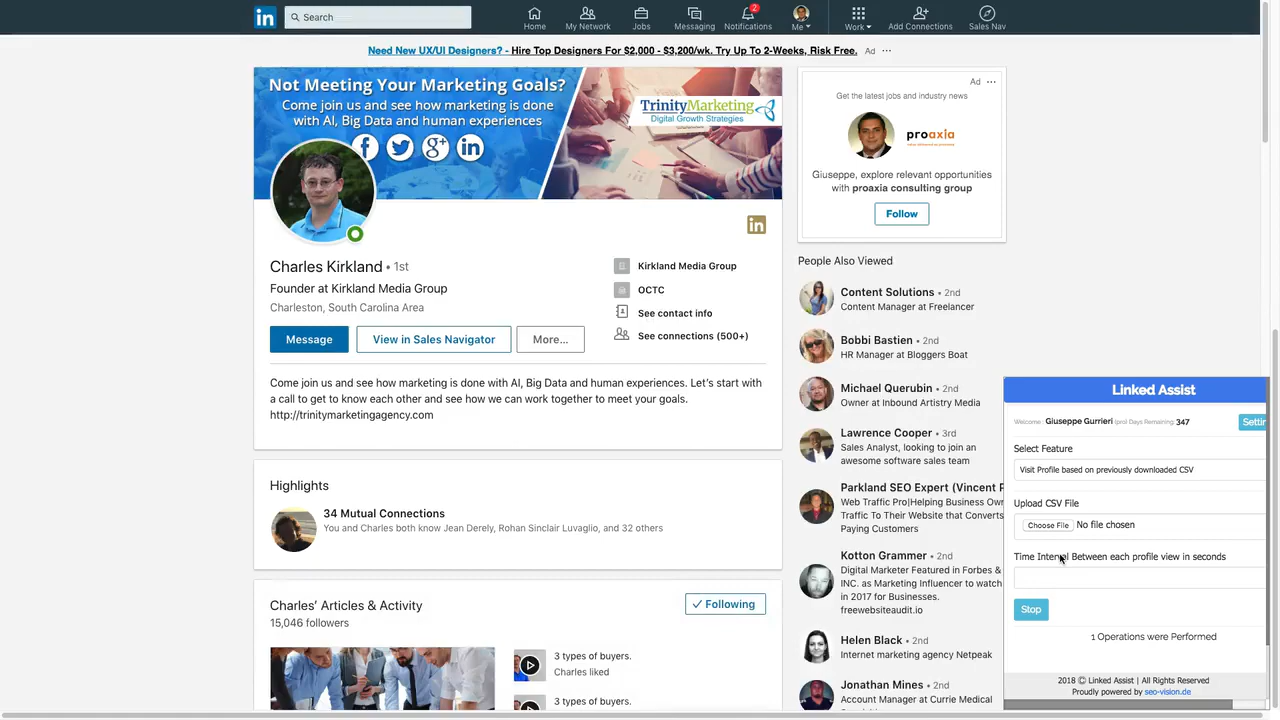 in
Search
Home
My Network
Jobs
Messaging
2
Notifications
Me
Work
Add Connections
Sales Nav
Need New UX/UI Designers? - Hire Top Designers For $2,000 - $3,200/wk. Try Up To 2-Weeks, Risk Free. Ad ...
Not Meeting Your Marketing Goals?
Come join us and see how marketing is done
with AI, Big Data and human experiences
TrinityMarketing
Digital Growth Strategies
in
Charles Kirkland • 1st
Founder at Kirkland Media Group
Charleston, South Carolina Area
Message
View in Sales Navigator
More...
Kirkland Media Group
OCTC
See contact info
See connections (500+)
Come join us and see how marketing is done with AI, Big Data and human experiences. Let's start with
a call to get to know each other and see how we can work together to meet your goals.
http://trinitymarketingagency.com
Highlights
34 Mutual Connections
You and Charles both know Jean Derely, Rohan Sinclair Luvaglio, and 32 others
Charles' Articles & Activity
15,046 followers
✓ Following
3 types of buyers.
Charles liked
3 types of buyers.
Ad ...
Get the latest jobs and industry news
proaxia
Giuseppe, explore relevant opportunities
with proaxia consulting group
Follow
People Also Viewed
Content Solutions • 2nd
Content Manager at Freelancer
Bobbi Bastien • 2nd
HR Manager at Bloggers Boat
Michael Querubin • 2nd
Owner at Inbound Artistry Media
Lawrence Cooper • 3rd
Sales Analyst, looking to join an
awesome software sales team
Parkland SEO Expert (Vincent P
Web Traffic Pro|Helping Business Own
Traffic To Their Website that Converts
Paying Customers
Kotton Grammer • 2nd
Digital Marketer Featured in Forbes &
INC. as Marketing Influencer to watch
in 2017 for Businesses.
freewebsiteaudit.io
Helen Black • 2nd
Internet marketing agency Netpeak
Jonathan Mines • 2nd
Account Manager at Currie Medical
Linked Assist
Welcome : Giuseppe Gurrieri (pro) Days Remaining: 347
Settin
Select Feature
Visit Profile based on previously downloaded CSV
Upload CSV File
Choose File No file chosen
Time Interval Between each profile view in seconds
Stop
1 Operations were Performed
2018 © Linked Assist | All Rights Reserved
Proudly powered by seo-vision.de